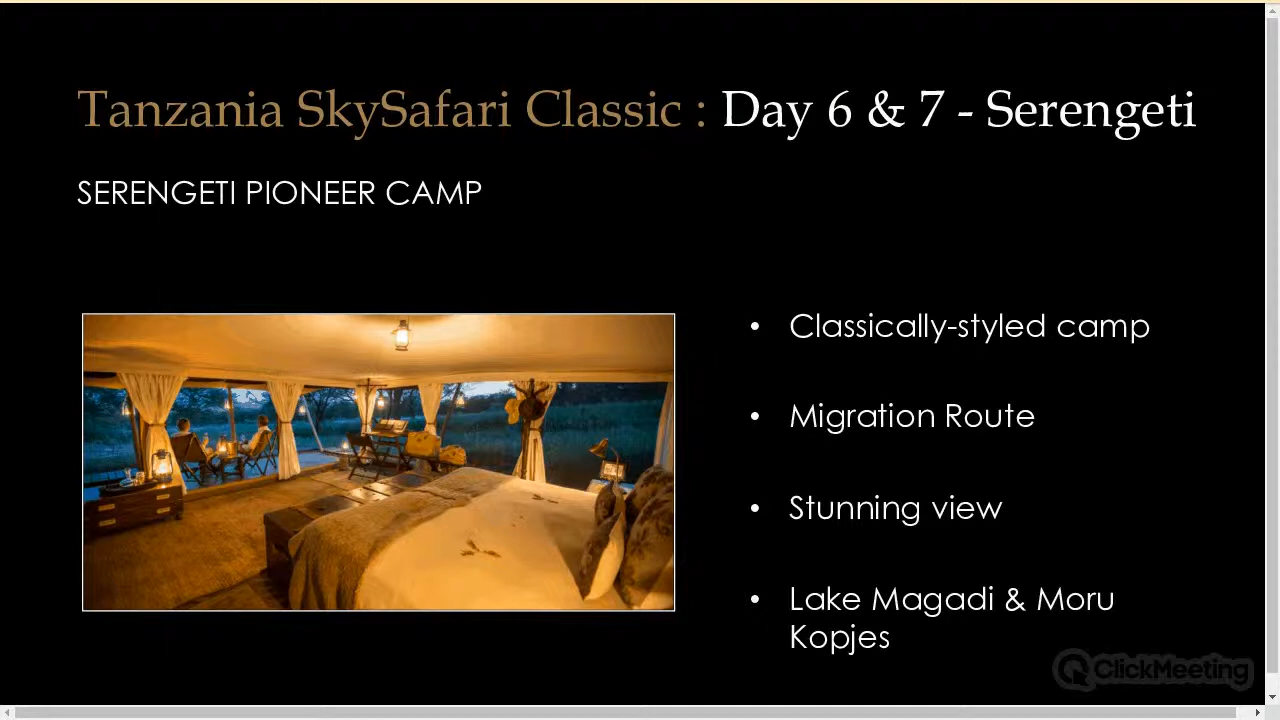 Tanzania SkySafari Classic : Day 6 & 7 - Serengeti
SERENGETI PIONEER CAMP
• Classically-styled camp
• Migration Route
• Stunning view
• Lake Magadi & Moru
Kopjes
ClickMeeting